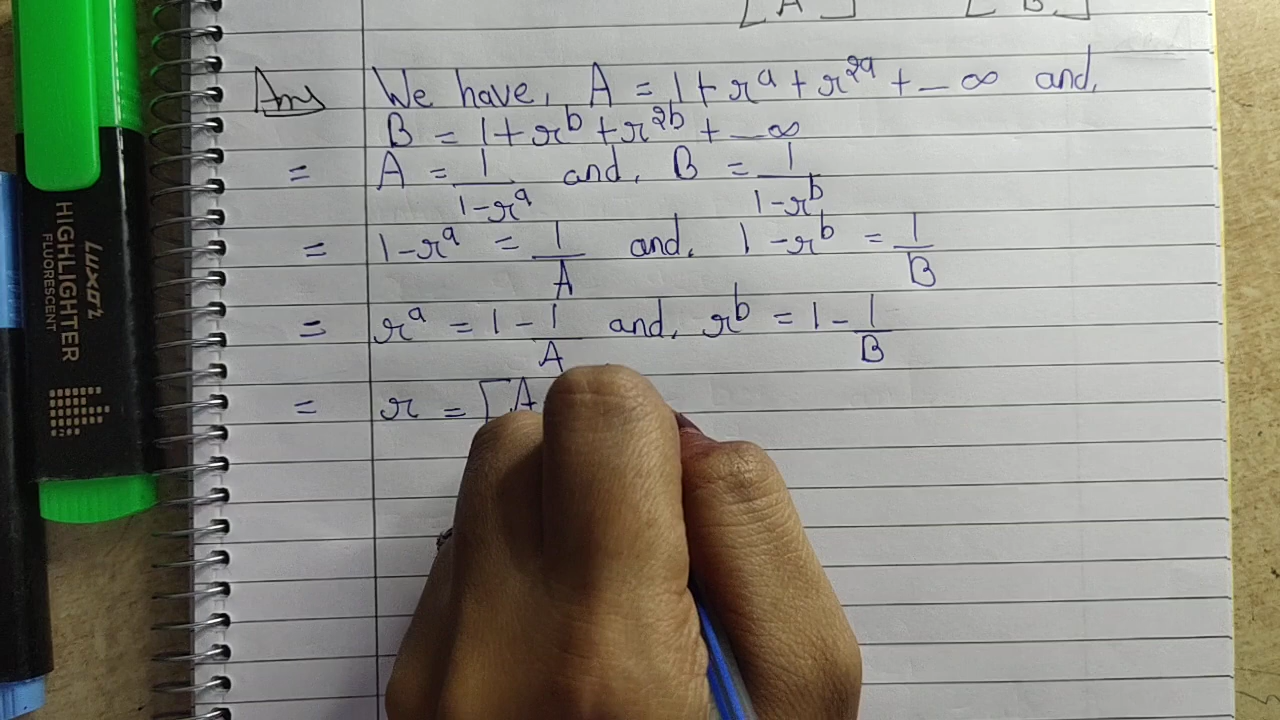 [A] [B]
Ans We have, A = 1 + r^a + r^2a + — ∞ and,
B = 1 + r^b + r^2b + — ∞
= A = 1/(1-r^a) and, B = 1/(1-r^b)
= 1-r^a = 1/A and, 1-r^b = 1/B
= r^a = 1 - 1/A and, r^b = 1 - 1/B
= r = [A
Luxor
HIGHLIGHTER
FLUORESCENT